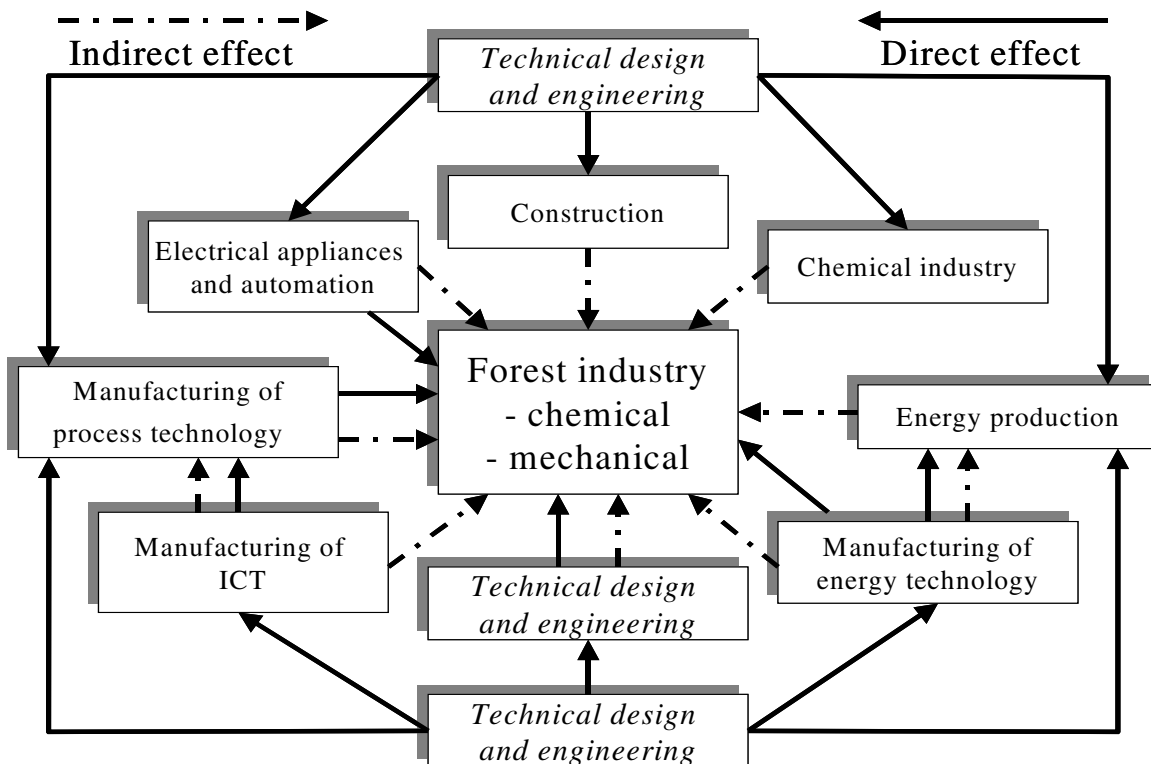 Indirect effect
Direct effect
Technical design
and engineering
Construction
Electrical appliances
and automation
Chemical industry
Forest industry
- chemical
- mechanical
Manufacturing of
process technology
Energy production
Manufacturing of
ICT
Technical design
and engineering
Manufacturing of
energy technology
Technical design
and engineering